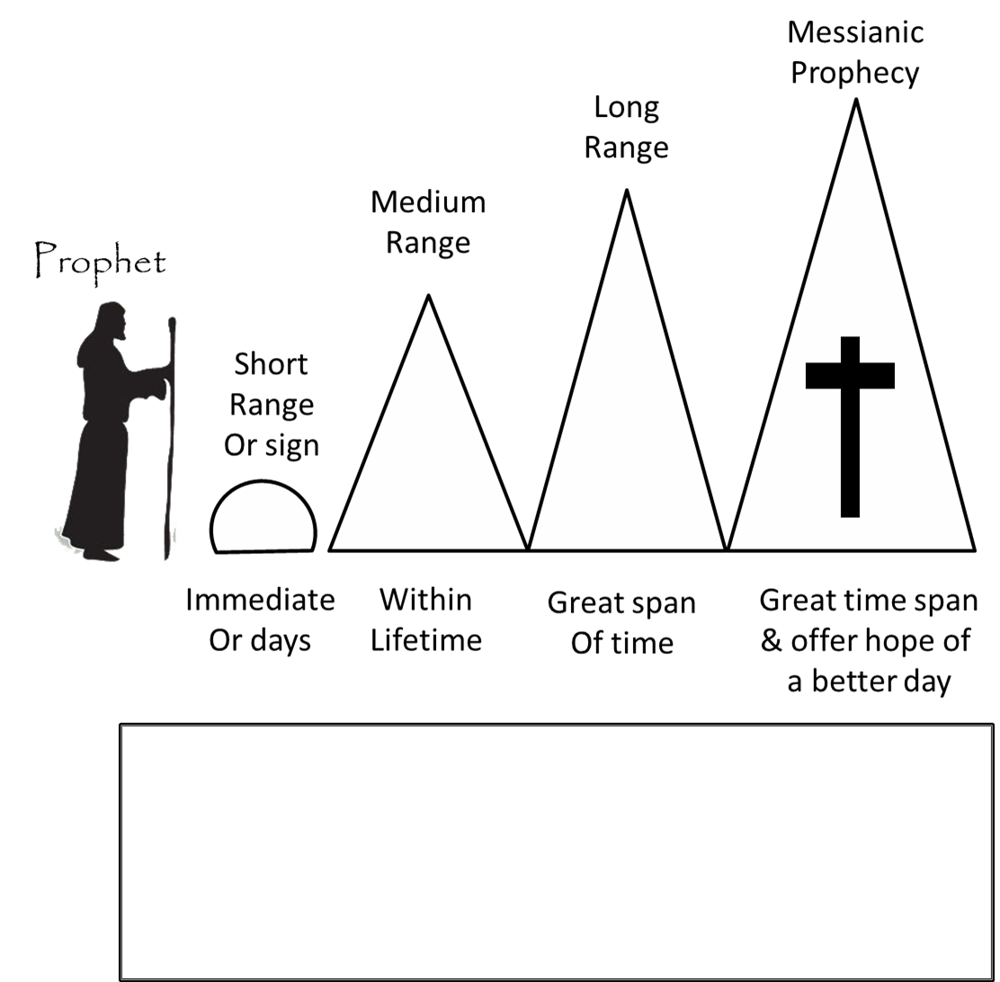 Messianic
Prophecy
Long
Range
Medium
Range
Prophet
Short
Range
Or sign
Immediate
Or days
Within
Lifetime
Great span
Of time
Great time span
& offer hope of
a better day